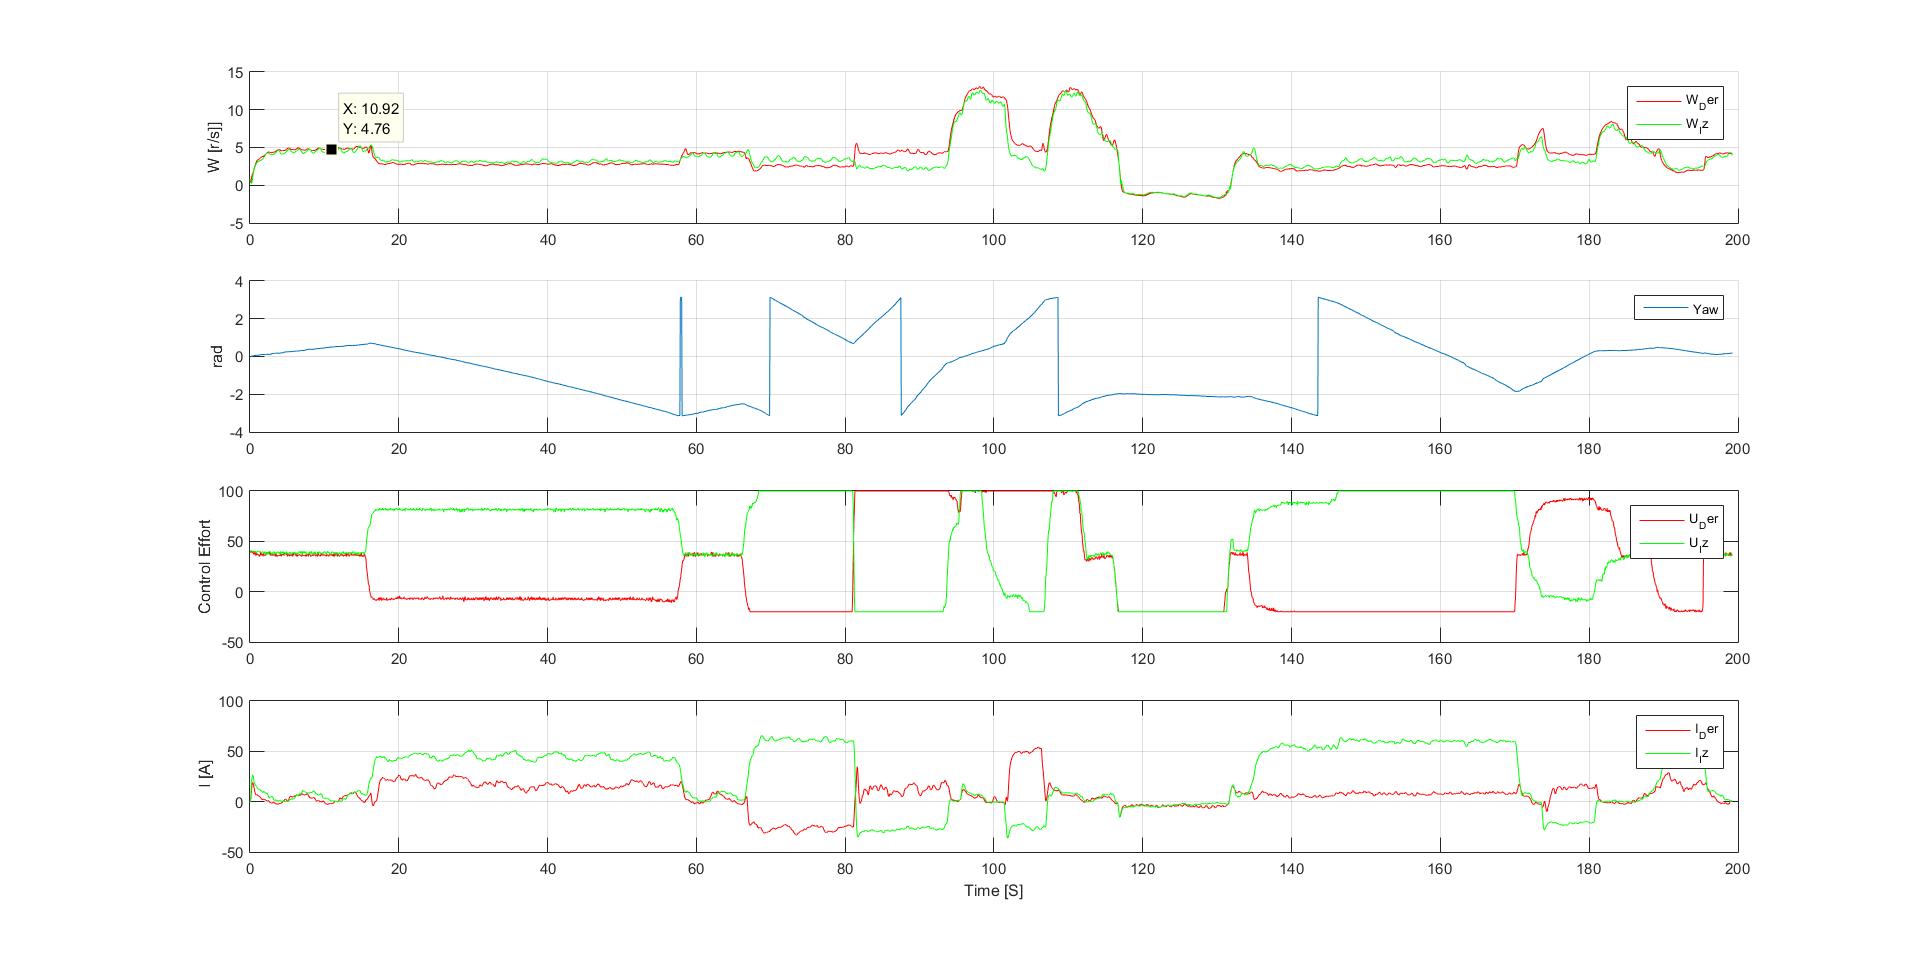 15
10
5
0
-5
W [r/s]]
X: 10.92
Y: 4.76
W_Der
W_Iz
0 20 40 60 80 100 120 140 160 180 200
4
2
0
-2
-4
rad
Yaw
0 20 40 60 80 100 120 140 160 180 200
100
50
0
-50
Control Effort
U_Der
U_Iz
0 20 40 60 80 100 120 140 160 180 200
100
50
0
-50
I [A]
I_Der
I_Iz
0 20 40 60 80 100 120 140 160 180 200
Time [S]